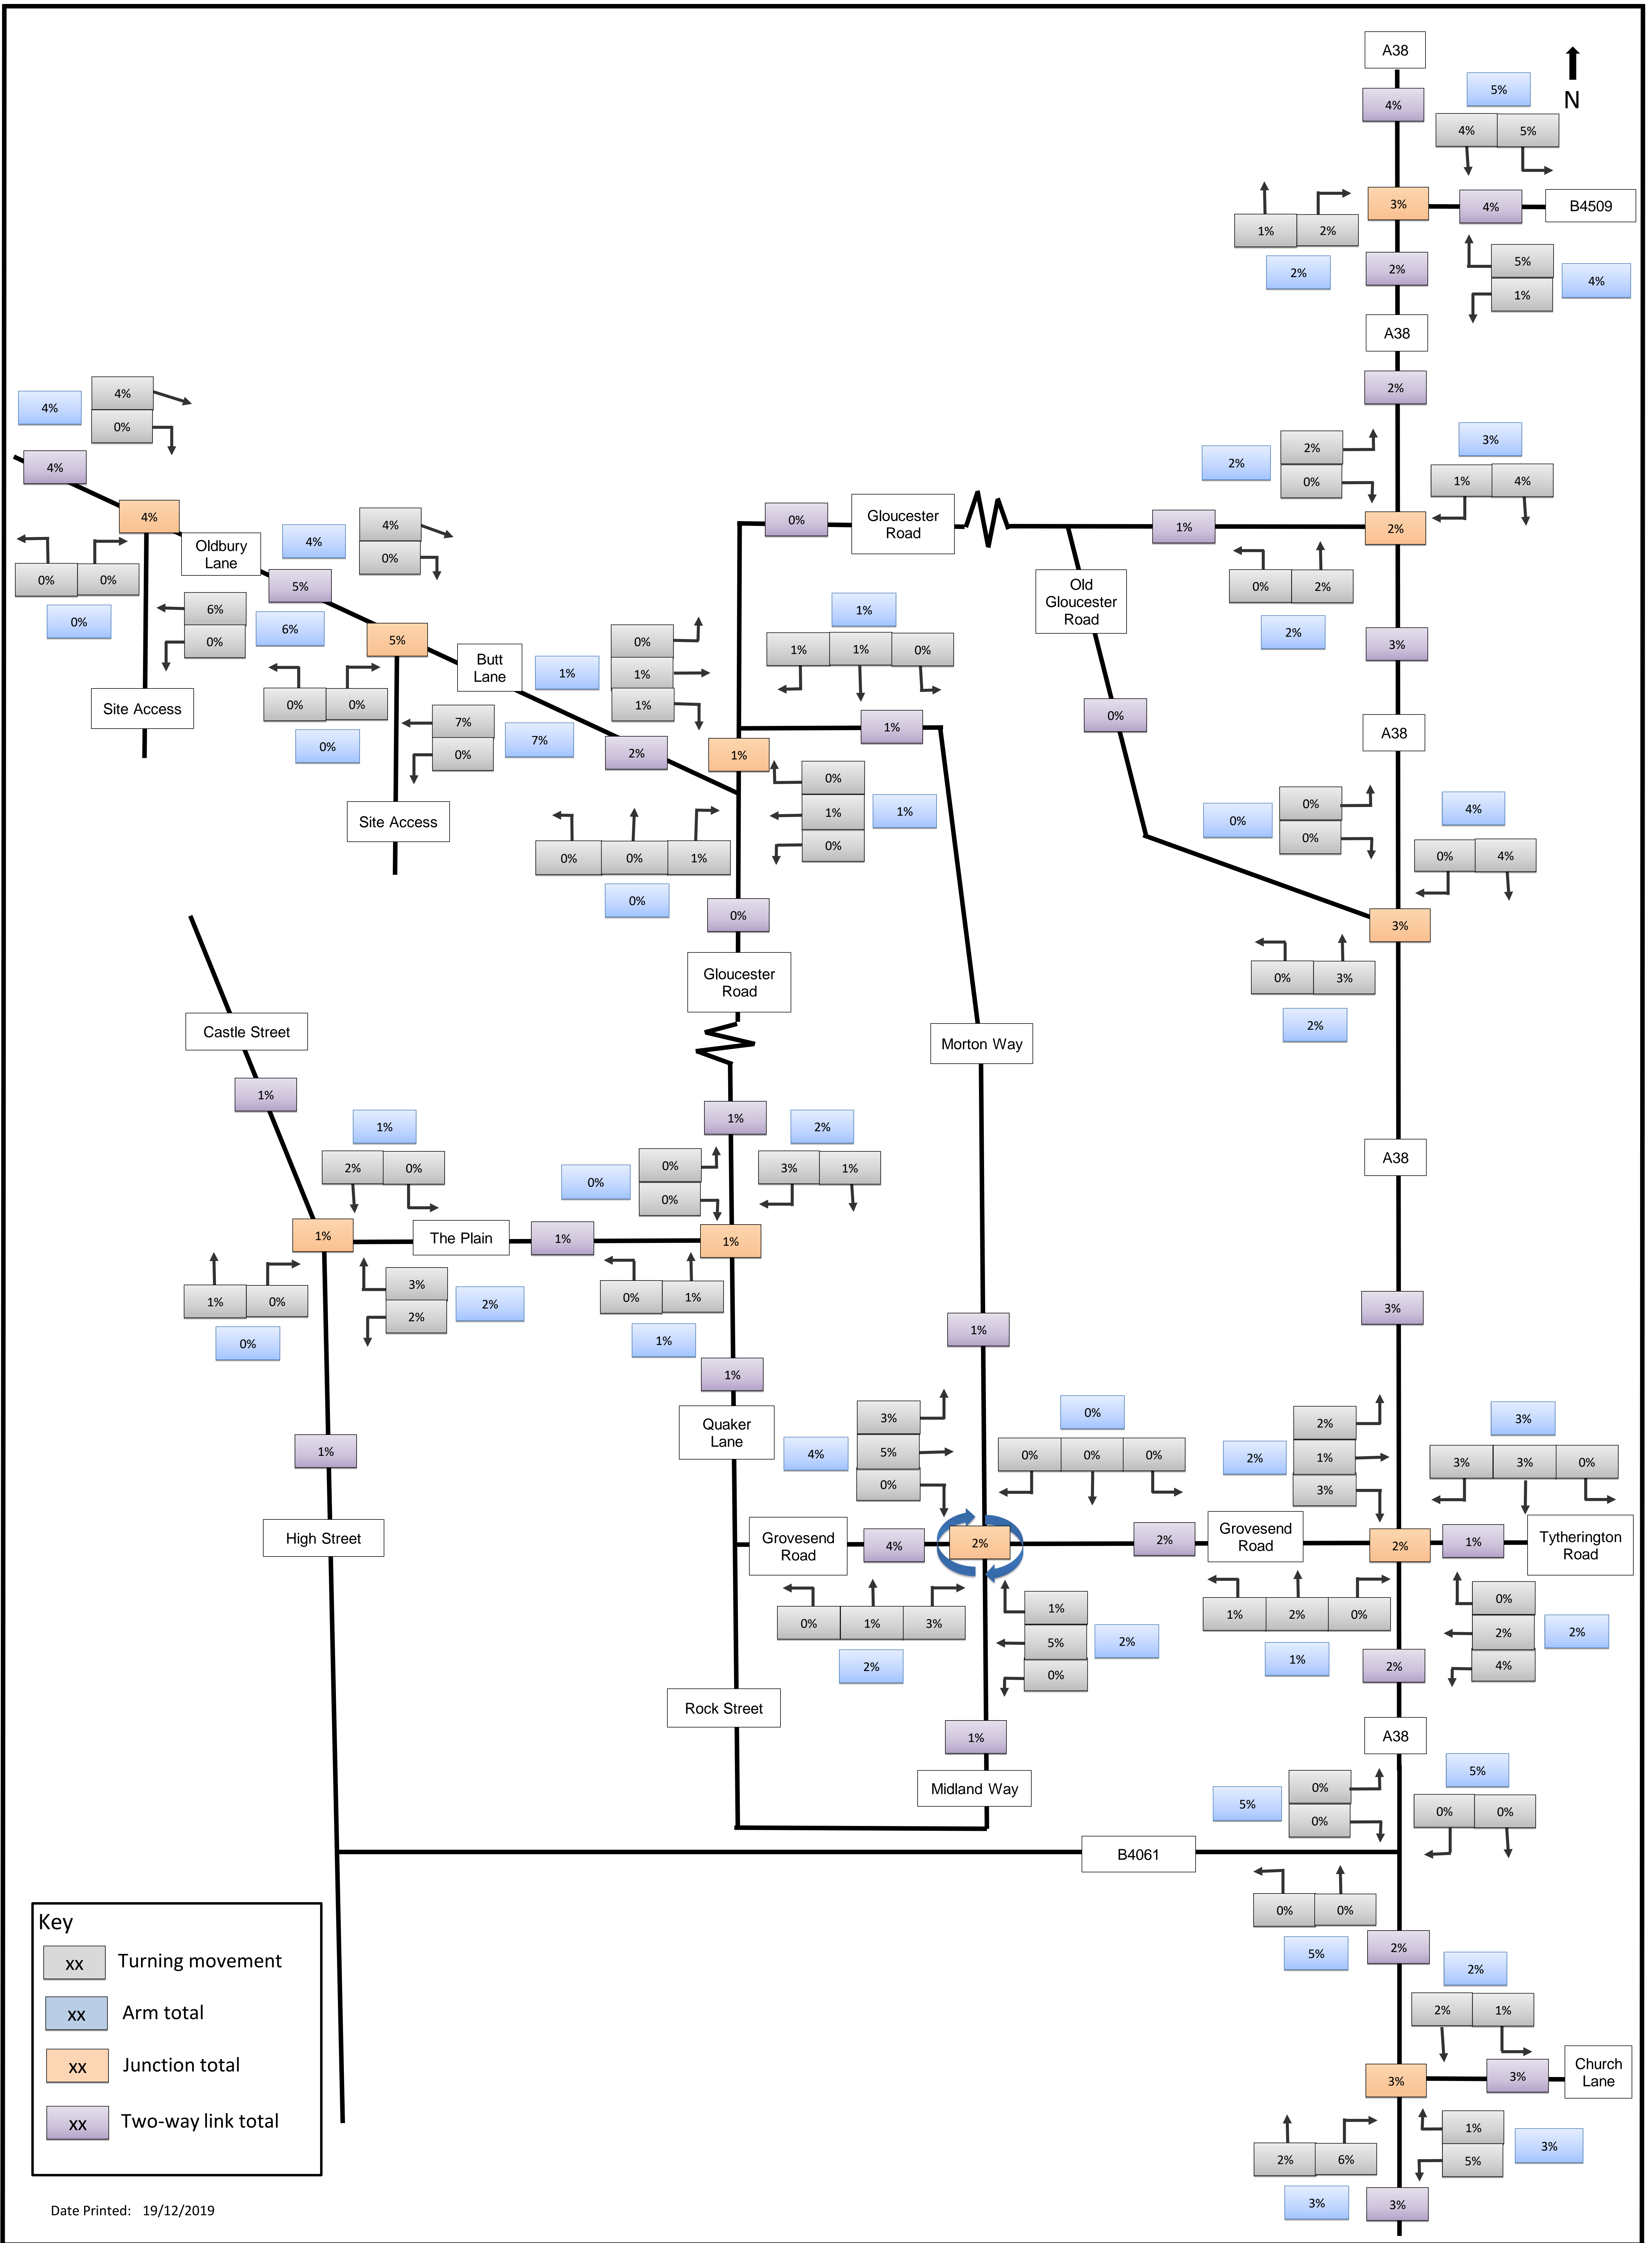 A38
N
4%
5%
4% 5%
3%
4%
B4509
1% 2%
2%
2%
5%
1%
4%
A38
2%
4%
4%
0%
4%
4%
Oldbury
Lane
0% 0%
0%
4%
4%
0%
5%
6%
0%
6%
Site Access
5%
Butt
Lane
0% 0%
0%
7%
0%
7%
Site Access
0%
Gloucester
Road
1%
2%
2%
0%
3%
1% 4%
2%
0% 2%
2%
Old
Gloucester
Road
3%
0%
A38
1%
0%
1%
1%
1%
1% 1% 0%
2%
1%
1%
0%
1%
0%
1%
0% 0% 1%
0%
0%
Gloucester
Road
0%
0%
0%
4%
0% 4%
3%
0% 3%
2%
Castle Street
Morton Way
1%
1%
A38
1%
2% 0%
0%
0%
0%
2%
3% 1%
1%
The Plain
1%
1%
1% 0%
0%
3%
2%
2%
0% 1%
1%
1%
1%
3%
Quaker
Lane
1%
High Street
4%
3%
5%
0%
0%
0% 0% 0%
2%
2%
1%
3%
3%
3% 3% 0%
Grovesend
Road
4%
2%
2%
Grovesend
Road
2%
1%
Tytherington
Road
0% 1% 3%
2%
1%
5%
0%
2%
1% 2% 0%
1%
0%
2%
4%
2%
2%
Rock Street
1%
Midland Way
A38
5%
0%
0%
5%
0% 0%
B4061
0% 0%
5%
2%
2%
2% 1%
3%
3%
Church
Lane
2% 6%
3%
1%
5%
3%
3%
Key
xx Turning movement
xx Arm total
xx Junction total
xx Two-way link total
Date Printed: 19/12/2019